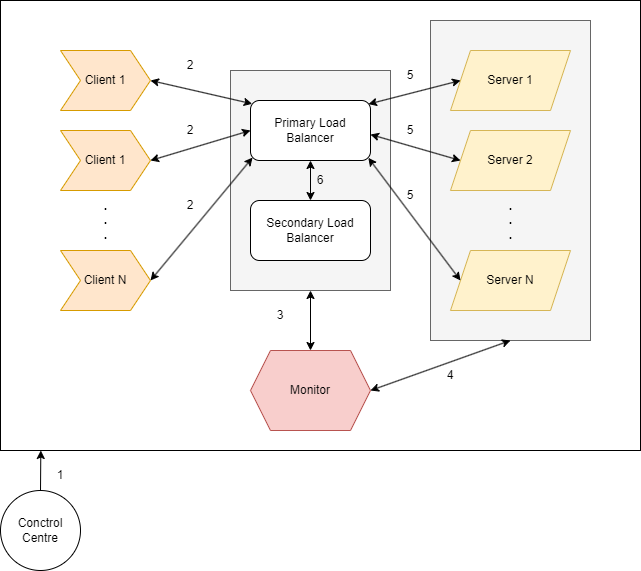 Client 1
2
5
Server 1
Primary Load
Balancer
Client 1
2
5
Server 2
6
. . .
2
5
. . .
Secondary Load
Balancer
Client N
Server N
3
4
Monitor
1
Conctrol
Centre